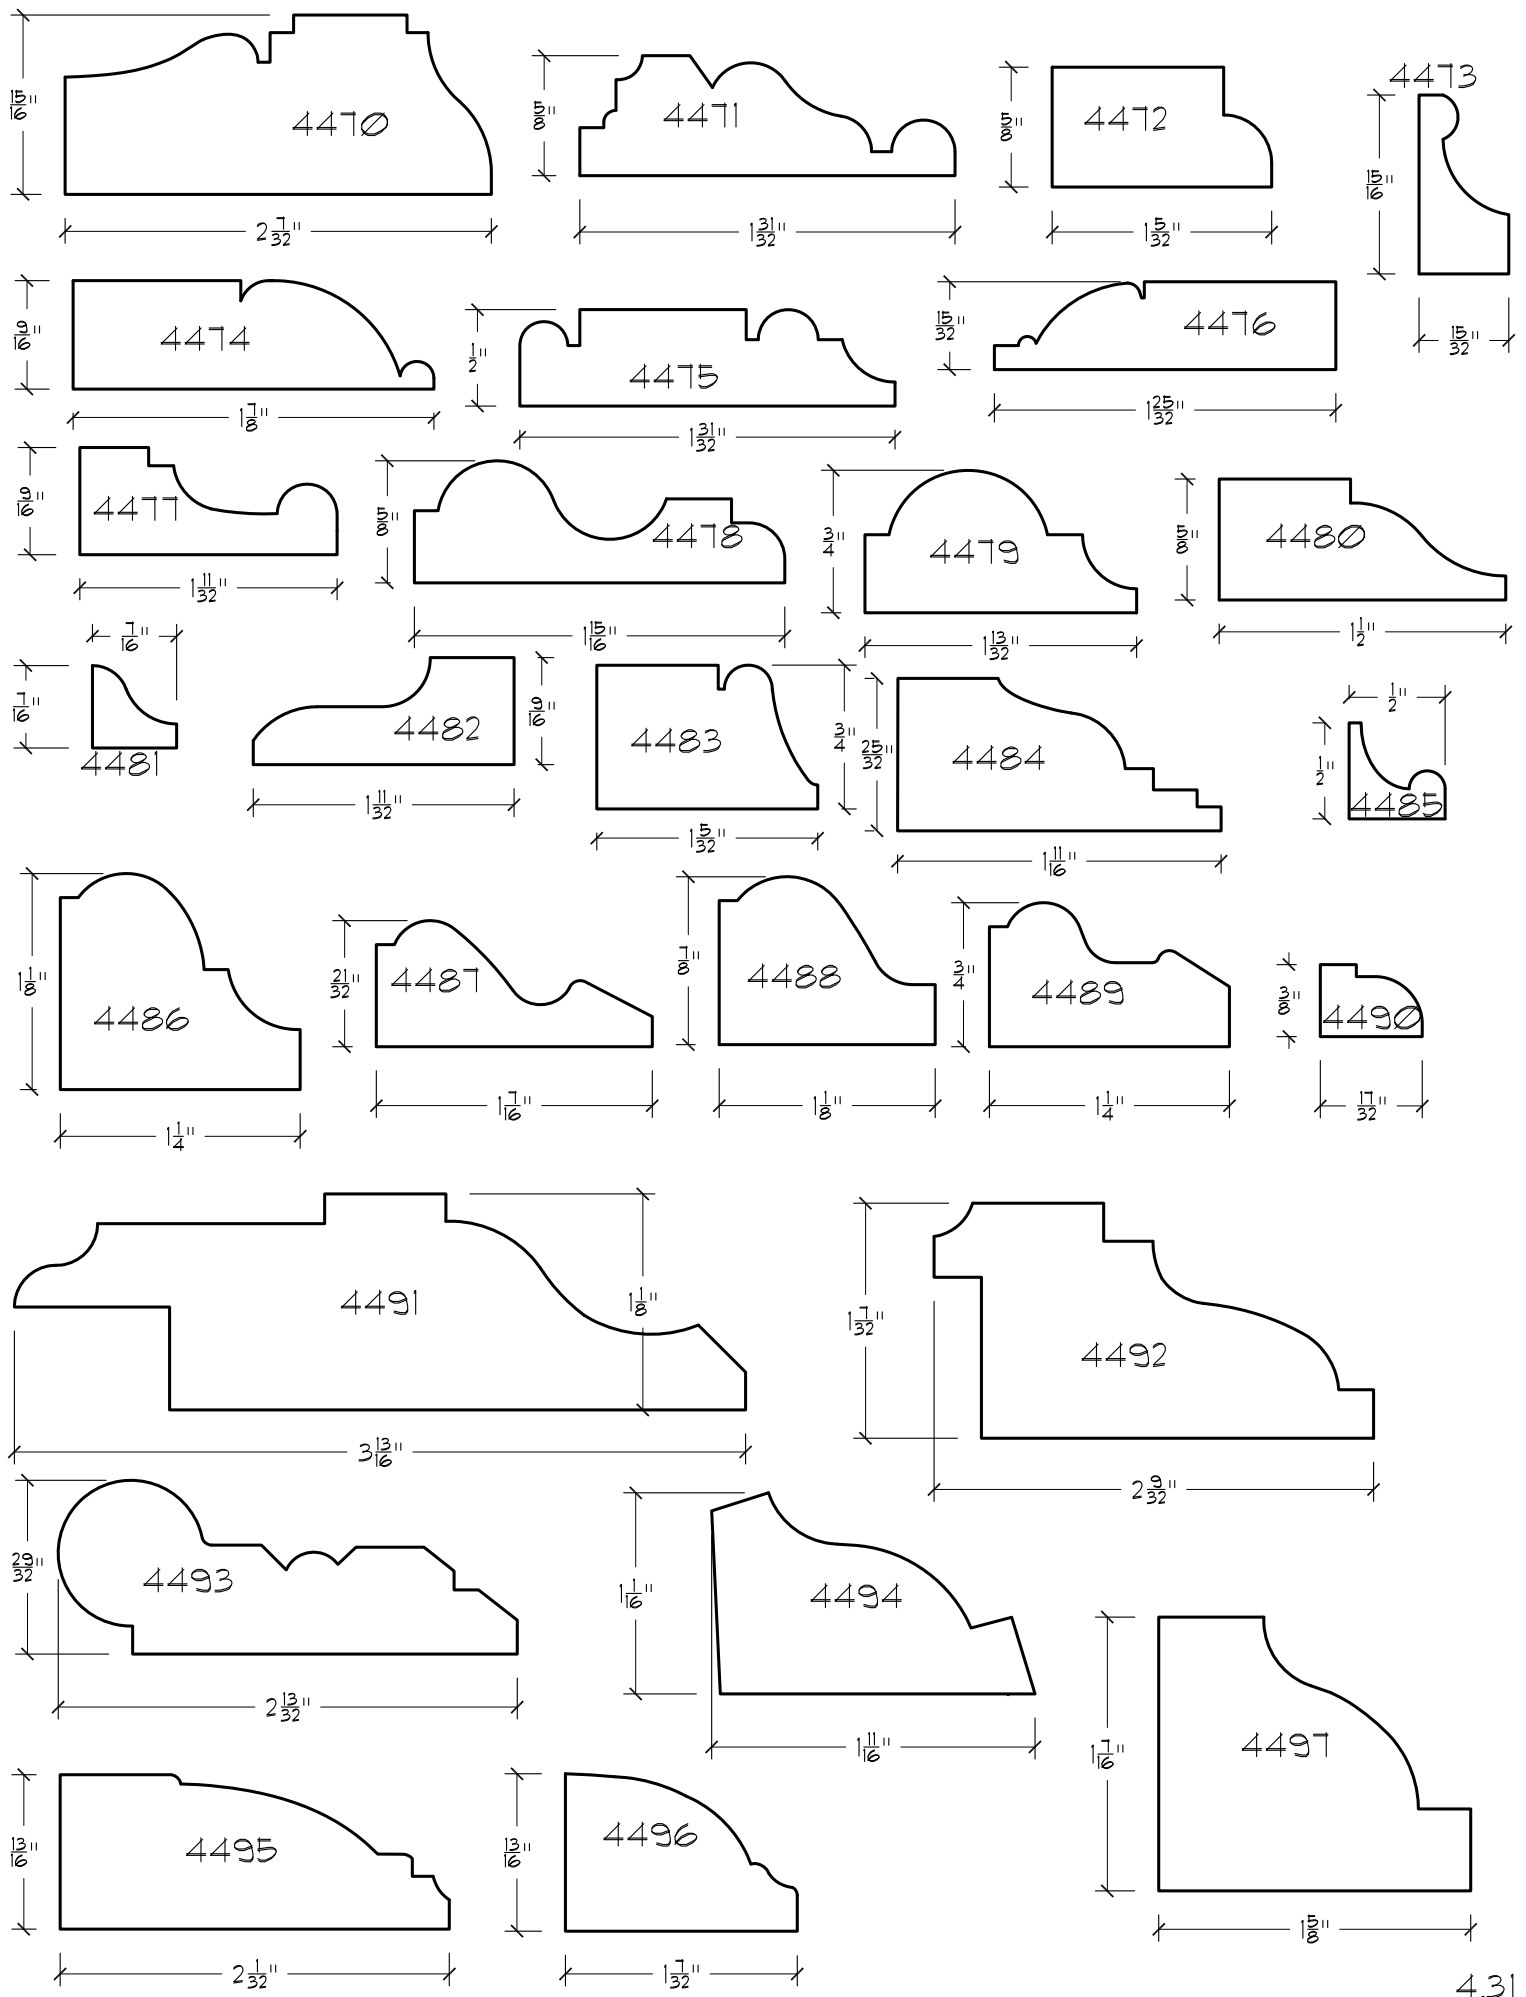 15/16" 4470 2 7/32"
5/8" 4471 1 31/32"
5/8" 4472 1 5/32"
4473 15/16" 15/32"
9/16" 4474 1 7/8"
1/2" 4475 1 31/32"
15/32" 4476 1 25/32"
9/16" 4477 1 11/32"
5/8" 4478 1 15/16"
3/4" 4479 1 13/32"
5/8" 4480 1 1/2"
7/16" 7/16" 4481
4482 9/16" 1 11/32"
4483 3/4" 1 5/32"
25/32" 4484 1 11/16"
1/2" 1/2" 4485
1 1/8" 4486 1 1/4"
21/32" 4487 1 7/16"
7/8" 4488 1 1/8"
3/4" 4489 1 1/4"
3/8" 4490 17/32"
4491 1 1/8" 3 13/16"
1 7/32" 4492 2 9/32"
29/32" 4493 2 13/32"
1 1/16" 4494 1 11/16"
1 7/16" 4497 1 5/8"
13/16" 4495 2 1/32"
13/16" 4496 1 7/32"
4.31